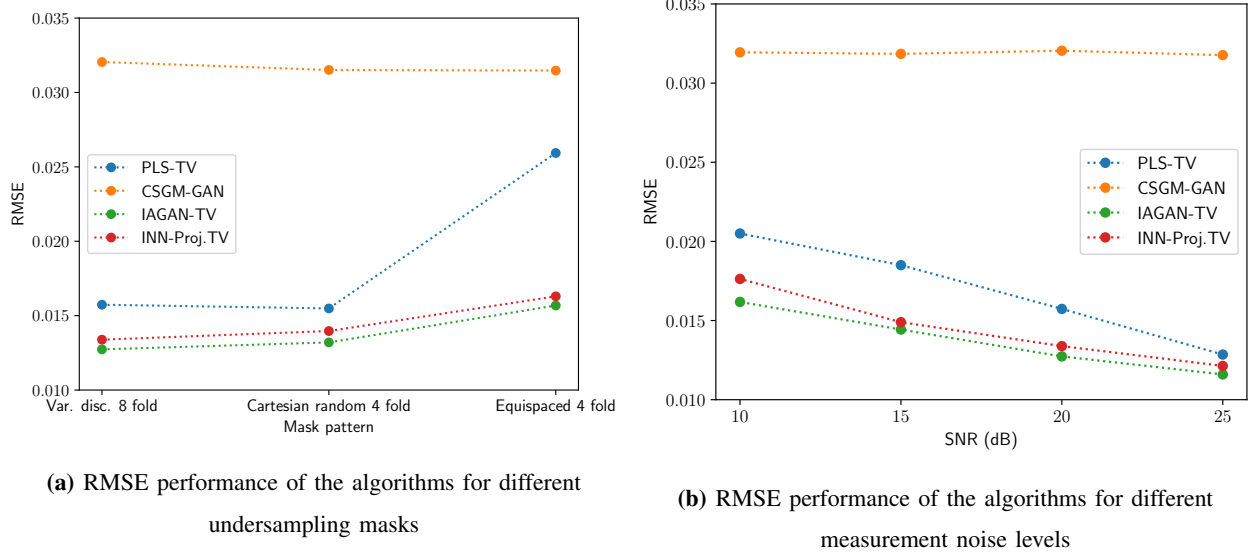 0.035
0.030
0.025
0.020
0.015
0.010
RMSE
PLS-TV
CSGM-GAN
IAGAN-TV
INN-Proj.TV
Var. disc. 8 fold
Cartesian random 4 fold
Equispaced 4 fold
Mask pattern
(a) RMSE performance of the algorithms for different
undersampling masks
0.035
0.030
0.025
0.020
0.015
0.010
RMSE
PLS-TV
CSGM-GAN
IAGAN-TV
INN-Proj.TV
10
15
20
25
SNR (dB)
(b) RMSE performance of the algorithms for different
measurement noise levels